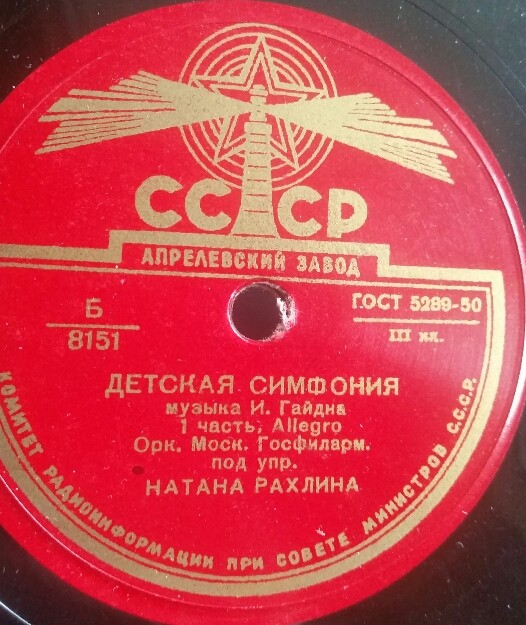 СССР
АПРЕЛЕВСКИЙ ЗАВОД
Б
8151
ГОСТ 5289-50
III кл.
ДЕТСКАЯ СИМФОНИЯ
музыка И. Гайдна
1 часть, Allegro
Орк. Моск. Госфиларм.
под упр.
НАТАНА РАХЛИНА
КОМИТЕТ РАДИОИНФОРМАЦИИ ПРИ СОВЕТЕ МИНИСТРОВ С.С.С.Р.